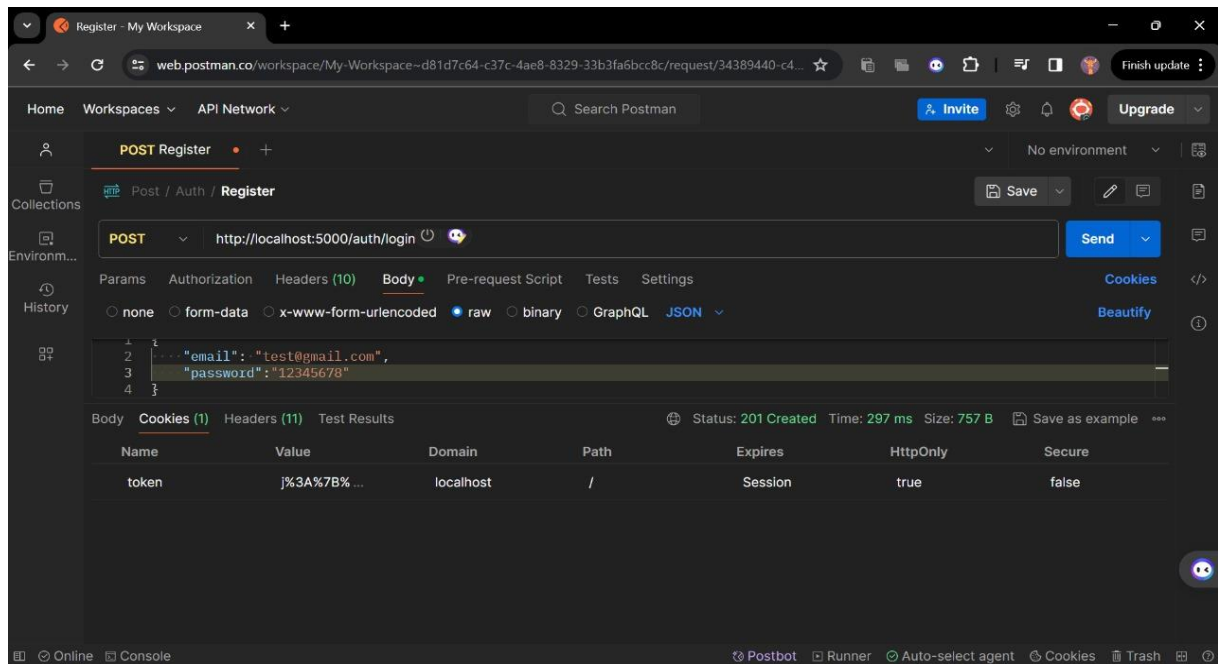 Register - My Workspace
web.postman.co/workspace/My-Workspace~d81d7c64-c37c-4ae8-8329-33b3fa6bcc8c/request/34389440-c4...
Finish update
Home Workspaces API Network Search Postman Invite Upgrade
POST Register No environment
Collections
HTTP Post / Auth / Register Save
Environm...
POST http://localhost:5000/auth/login Send
History
Params Authorization Headers (10) Body Pre-request Script Tests Settings Cookies
none form-data x-www-form-urlencoded raw binary GraphQL JSON Beautify
1 {
2 "email": "test@gmail.com",
3 "password":"12345678"
4 }
Body Cookies (1) Headers (11) Test Results Status: 201 Created Time: 297 ms Size: 757 B Save as example
Name Value Domain Path Expires HttpOnly Secure
token j%3A%7B% ... localhost / Session true false
Online Console Postbot Runner Auto-select agent Cookies Trash